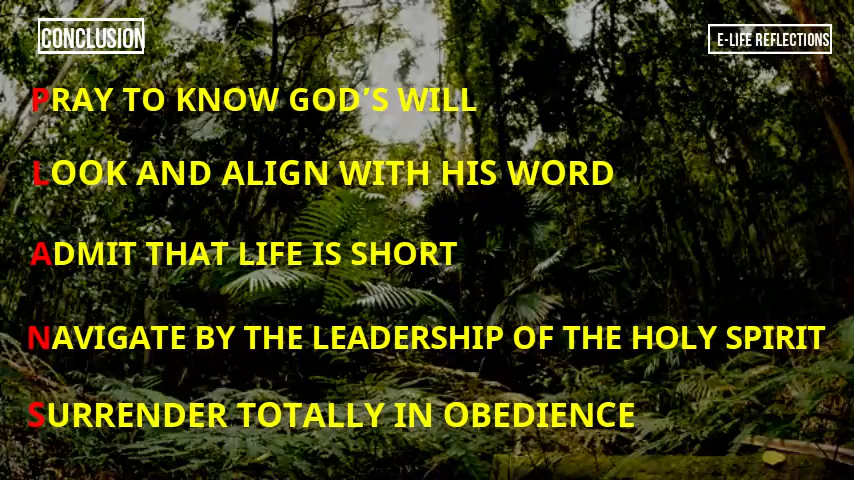 CONCLUSION
E-LIFE REFLECTIONS
PRAY TO KNOW GOD'S WILL
LOOK AND ALIGN WITH HIS WORD
ADMIT THAT LIFE IS SHORT
NAVIGATE BY THE LEADERSHIP OF THE HOLY SPIRIT
SURRENDER TOTALLY IN OBEDIENCE